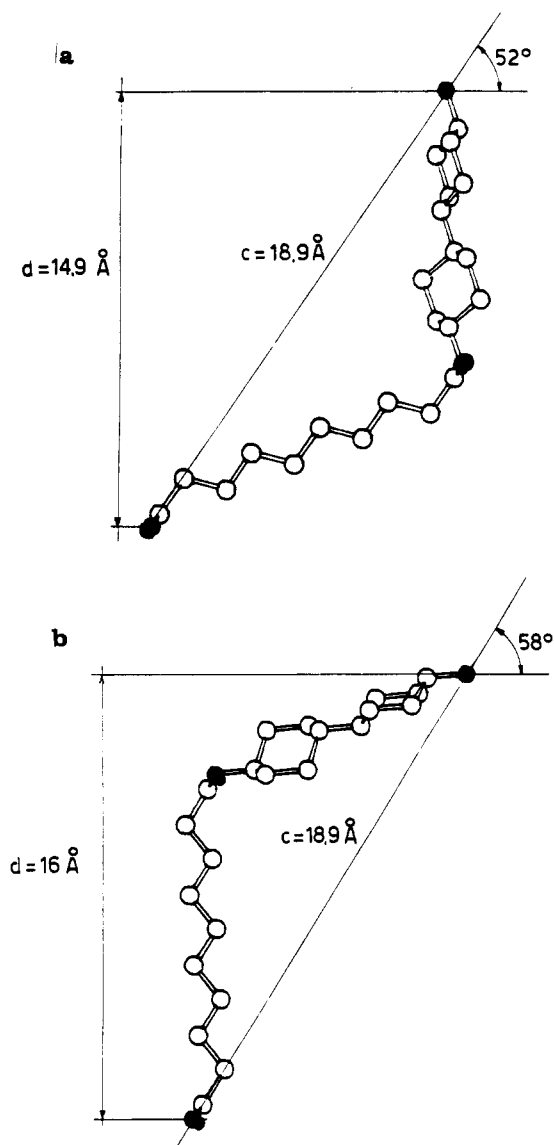 a
52°
c = 18,9 Å
d = 14,9 Å
b
58°
c = 18,9 Å
d = 16 Å